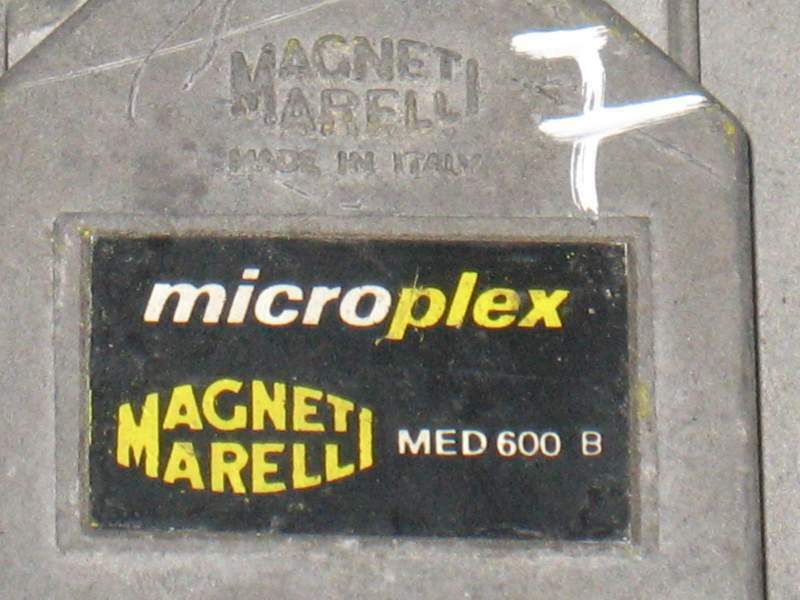 MAGNETI
MARELLI
MADE IN ITALY
7
microplex
MAGNETI
MARELLI
MED 600 B